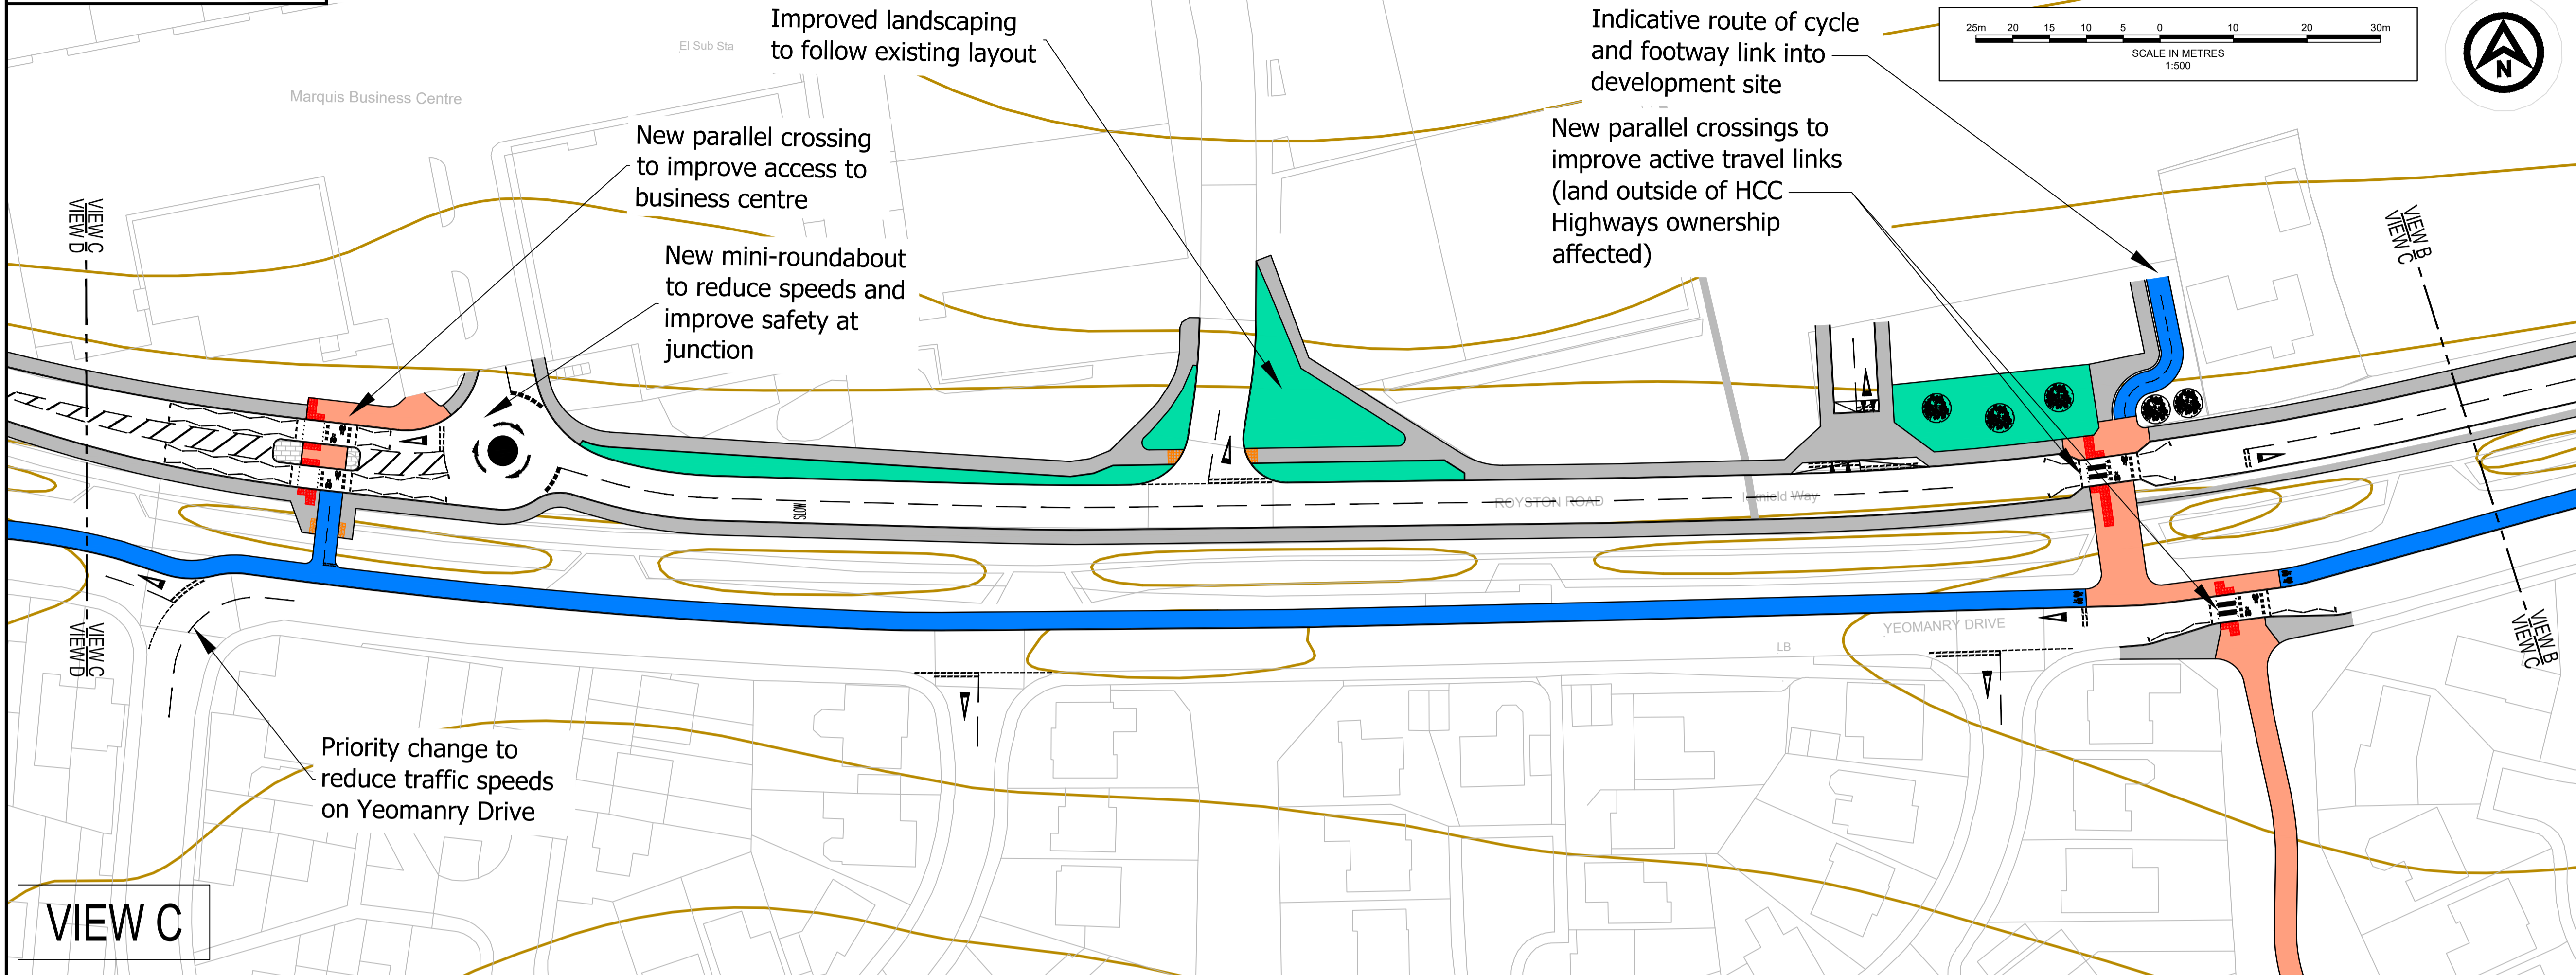 Improved landscaping
to follow existing layout
El Sub Sta
Marquis Business Centre
New parallel crossing
to improve access to
business centre
New mini-roundabout
to reduce speeds and
improve safety at
junction
Indicative route of cycle
and footway link into
development site
New parallel crossings to
improve active travel links
(land outside of HCC
Highways ownership
affected)
25m 20 15 10 5 0 10 20 30m
SCALE IN METRES
1:500
N
VIEW C
VIEW D
VIEW B
VIEW C
SLOW
ROYSTON ROAD
Icknield Way
YEOMANRY DRIVE
LB
VIEW C
VIEW D
VIEW B
VIEW C
Priority change to
reduce traffic speeds
on Yeomanry Drive
VIEW C